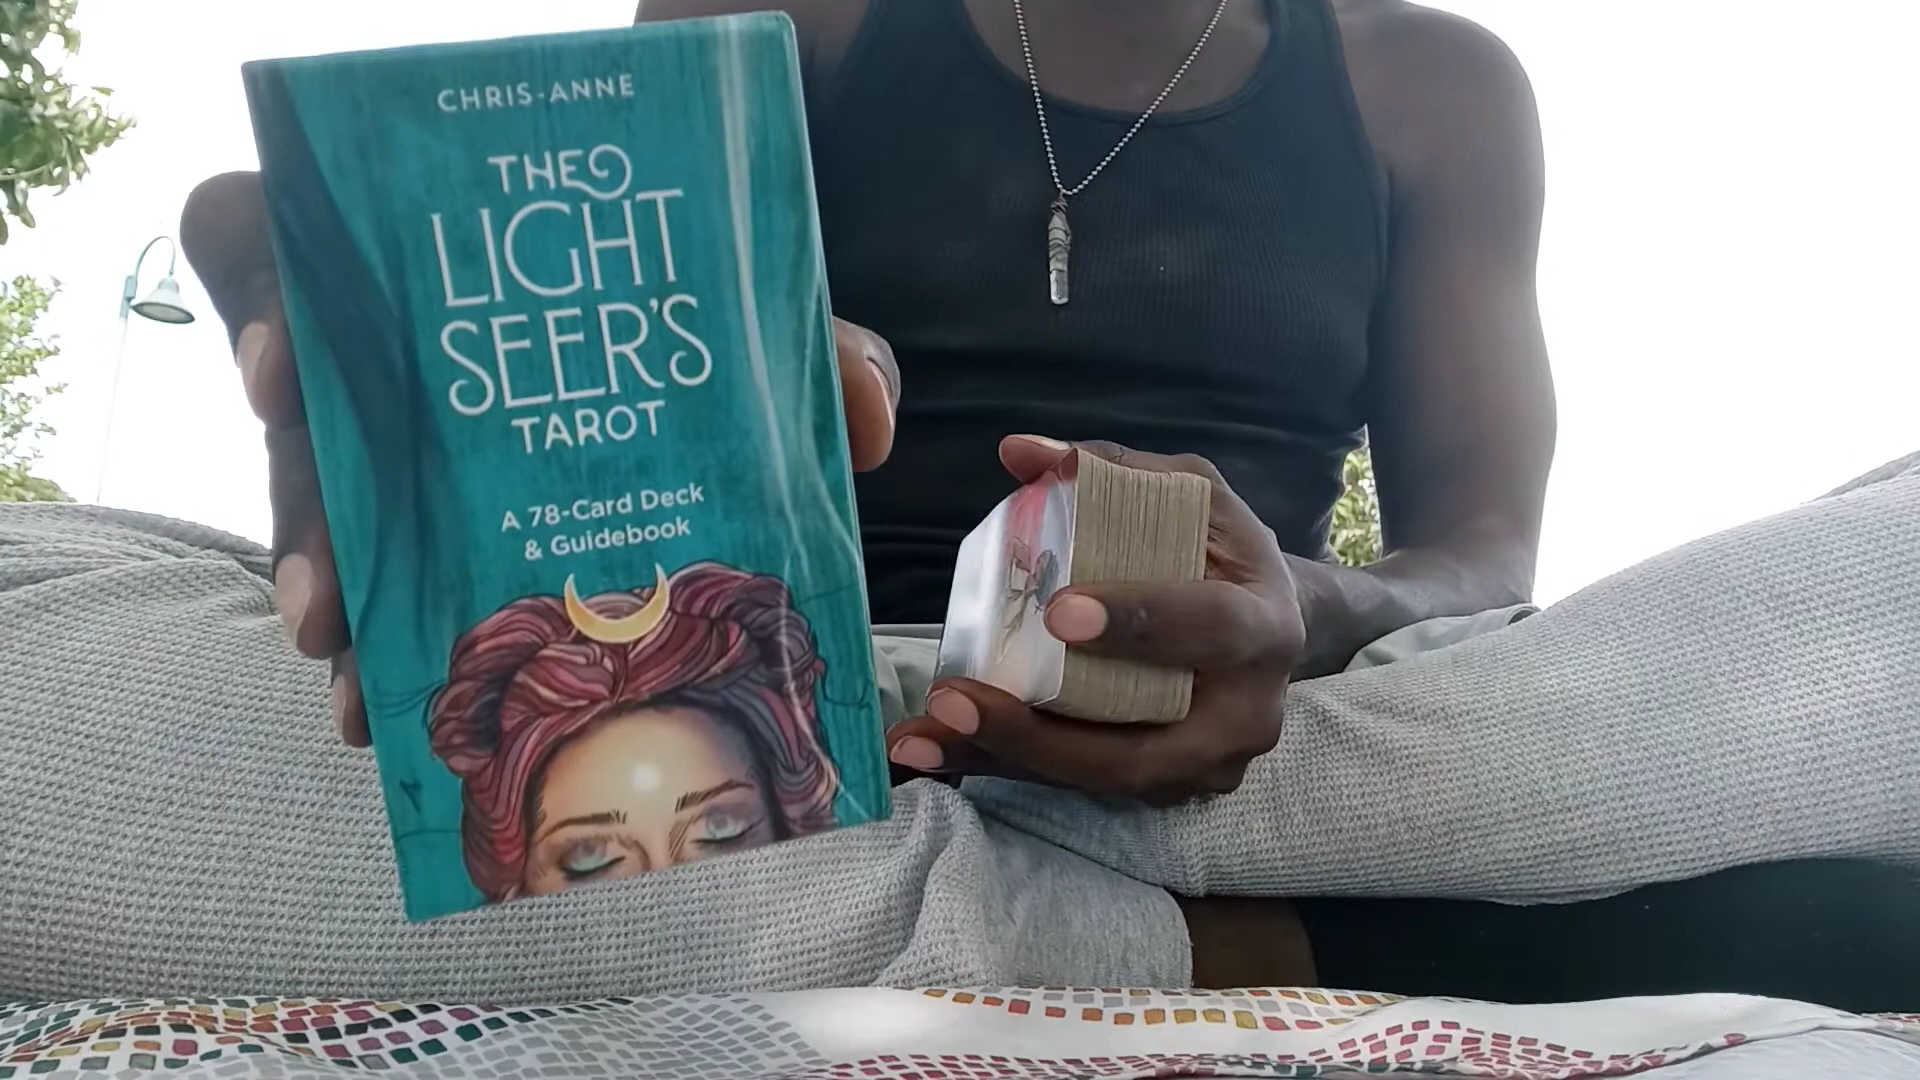 CHRIS-ANNE
THE
LIGHT
SEER'S
TAROT
A 78-Card Deck
& Guidebook